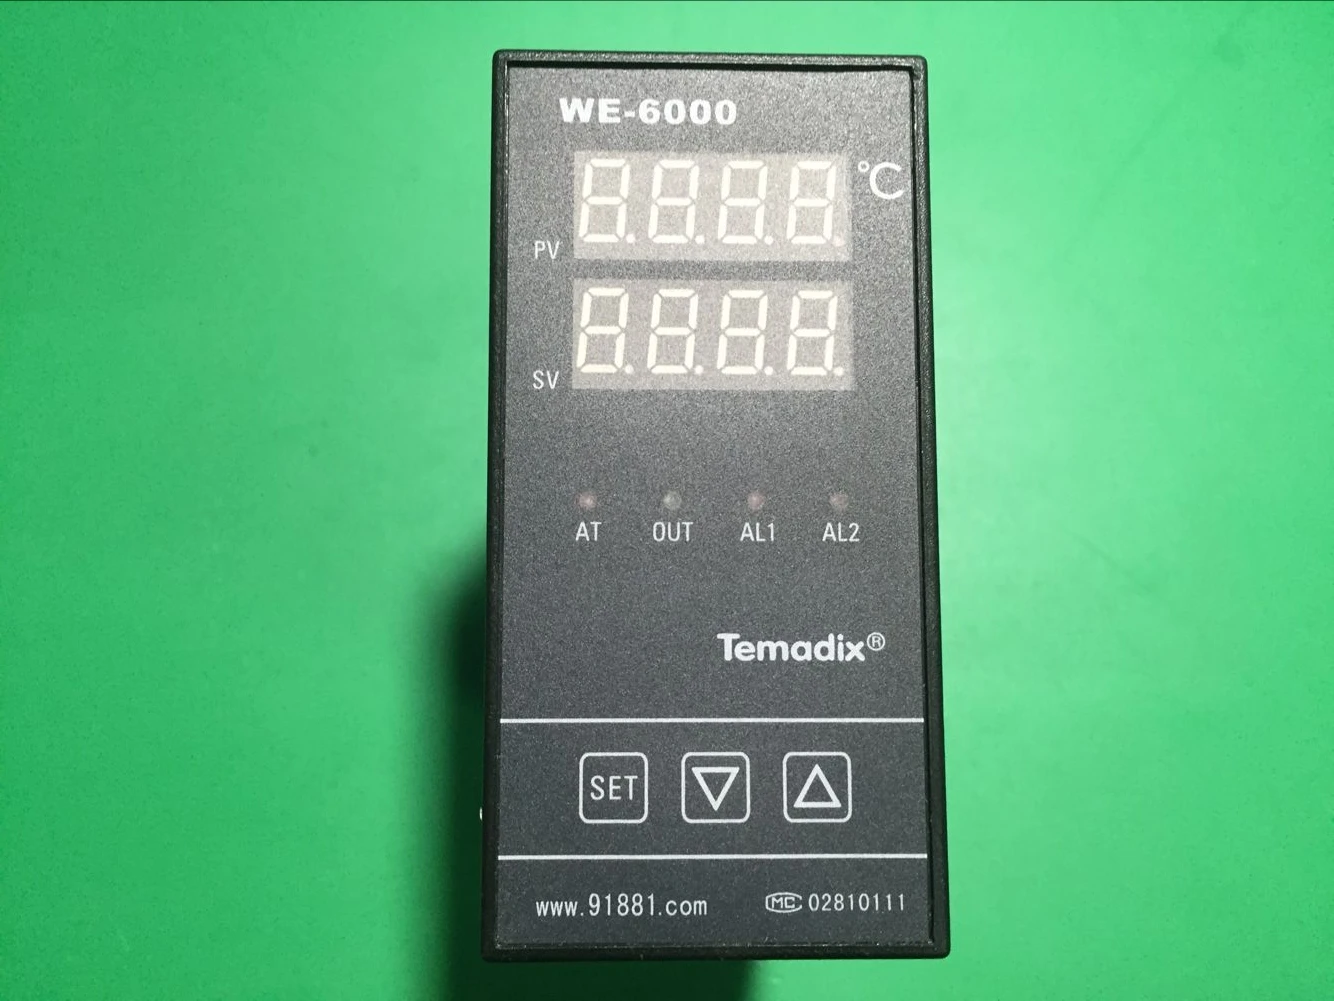 WE-6000
°C
PV
SV
AT OUT AL1 AL2
Temadix®
SET
www.91881.com MC 02810111